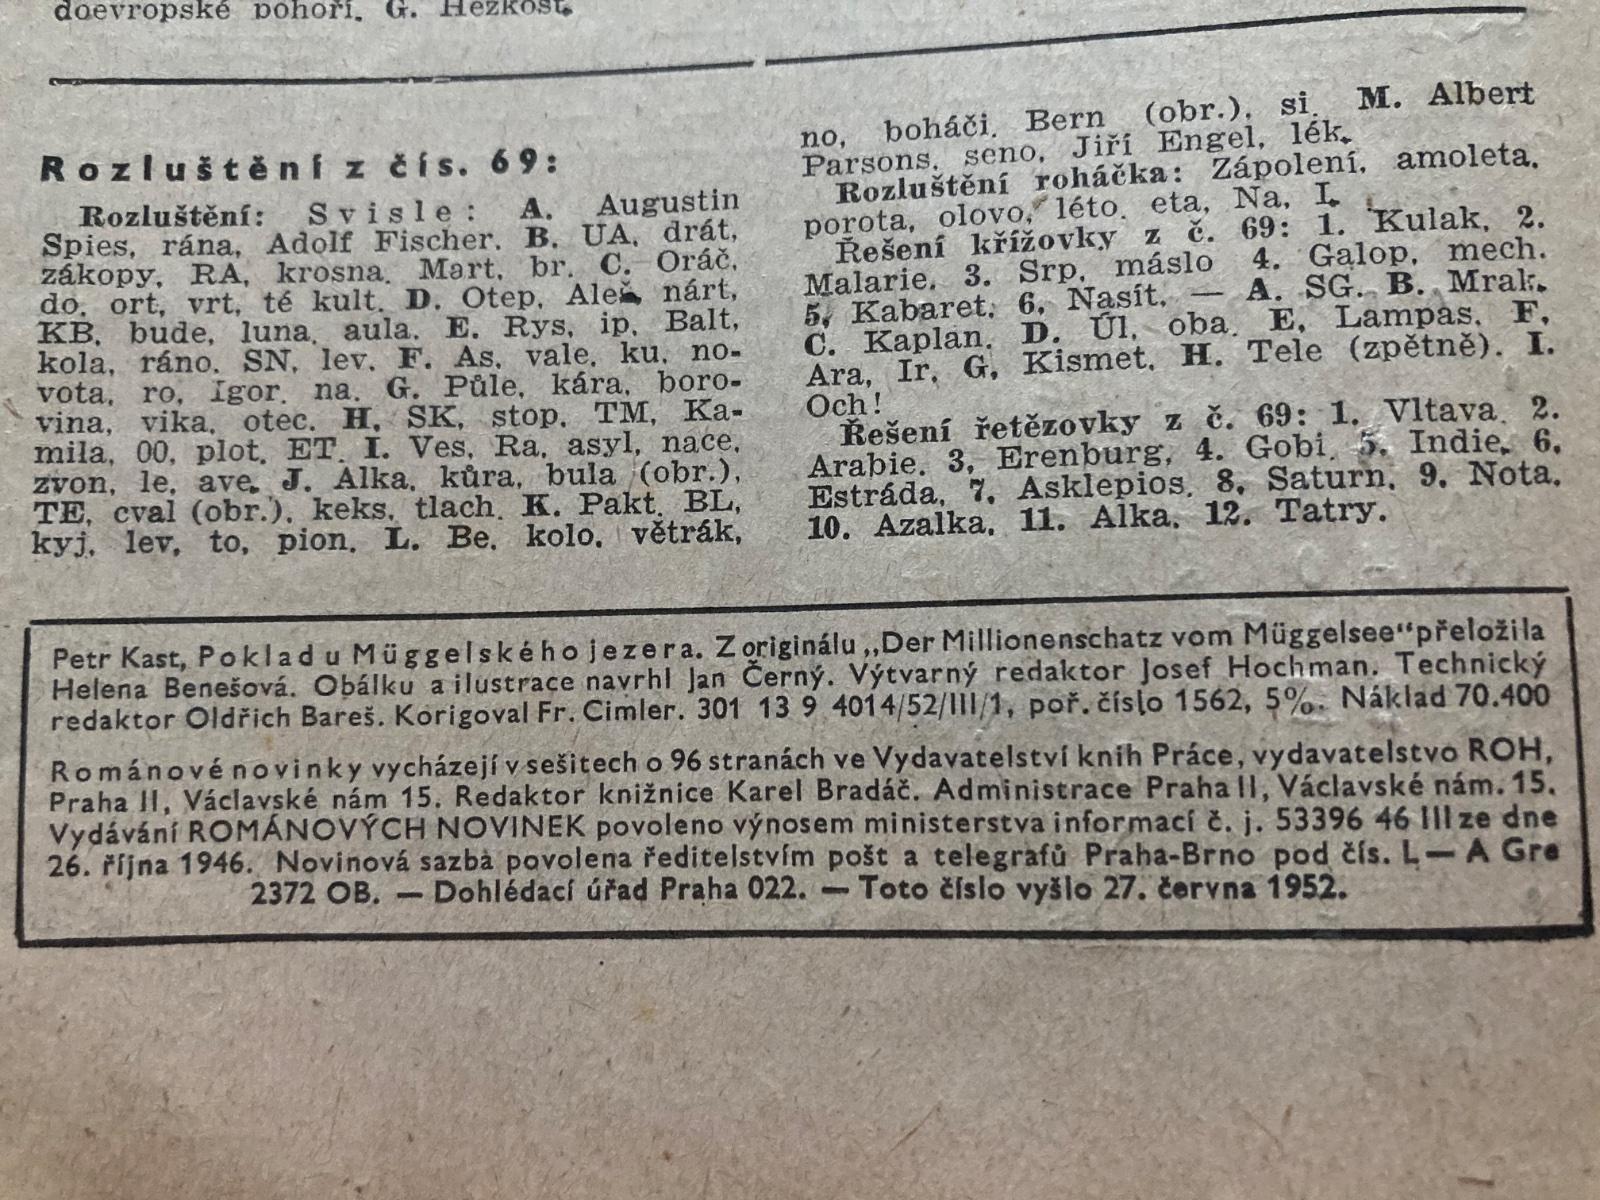 doevropské pohoří. G. Hezkost.
Rozluštění z čís. 69:
Rozluštění: Svisle: A. Augustin
Spies, rána, Adolf Fischer. B. UA, drát,
zákopy, RA, krosna. Mart, br. C. Oráč,
do. ort, vrt, té kult. D. Otep, Aleš, nárt,
KB, bude, luna, aula. E. Rys, ip, Balt,
kola, ráno, SN, lev. F. As, vale, ku, no-
vota, ro, Igor, na. G. Půle, kára, boro-
vina, vika, otec. H. SK, stop, TM, Ka-
mila, 00, plot, ET. I. Ves, Ra, asyl, nace,
zvon, le, ave. J. Alka, kůra, bula (obr.),
TE, cval (obr.), keks, tlach. K. Pakt, BL,
kyj, lev, to, pion. L. Be, kolo, větrák,
no, boháči. Bern (obr.), si. M. Albert
Parsons, seno, Jiří Engel, lék.
Rozluštění roháčka: Zápolení, amoleta,
porota, olovo, léto, eta, Na, I.
Řešení křížovky z č. 69: 1. Kulak, 2.
Malarie. 3. Srp, máslo 4. Galop, mech.
5. Kabaret. 6. Nasít. — A. SG. B. Mrak.
C. Kaplan. D. Úl, oba. E. Lampas. F.
Ara, Ir. G. Kismet. H. Tele (zpětně). I.
Och!
Řešení řetězovky z č. 69: 1. Vltava. 2.
Arabie. 3. Erenburg, 4. Gobi. 5. Indie. 6.
Estráda, 7. Asklepios. 8. Saturn. 9. Nota.
10. Azalka. 11. Alka. 12. Tatry.
Petr Kast, Poklad u Müggelského jezera. Z originálu „Der Millionenschatz vom Müggelsee“ přeložila
Helena Benešová. Obálku a ilustrace navrhl Jan Černý. Výtvarný redaktor Josef Hochman. Technický
redaktor Oldřich Bareš. Korigoval Fr. Cimler. 301 13 9 4014/52/III/1, poř. číslo 1562, 5%. Náklad 70.400
Románové novinky vycházejí v sešitech o 96 stranách ve Vydavatelství knih Práce, vydavatelstvo ROH,
Praha II, Václavské nám 15. Redaktor knižnice Karel Bradáč. Administrace Praha II, Václavské nám. 15.
Vydávání ROMÁNOVÝCH NOVINEK povoleno výnosem ministerstva informací č. j. 53396 46 III ze dne
26. října 1946. Novinová sazba povolena ředitelstvím pošt a telegrafů Praha-Brno pod čís. L — A Gre
2372 OB. — Dohlédací úřad Praha 022. — Toto číslo vyšlo 27. června 1952.